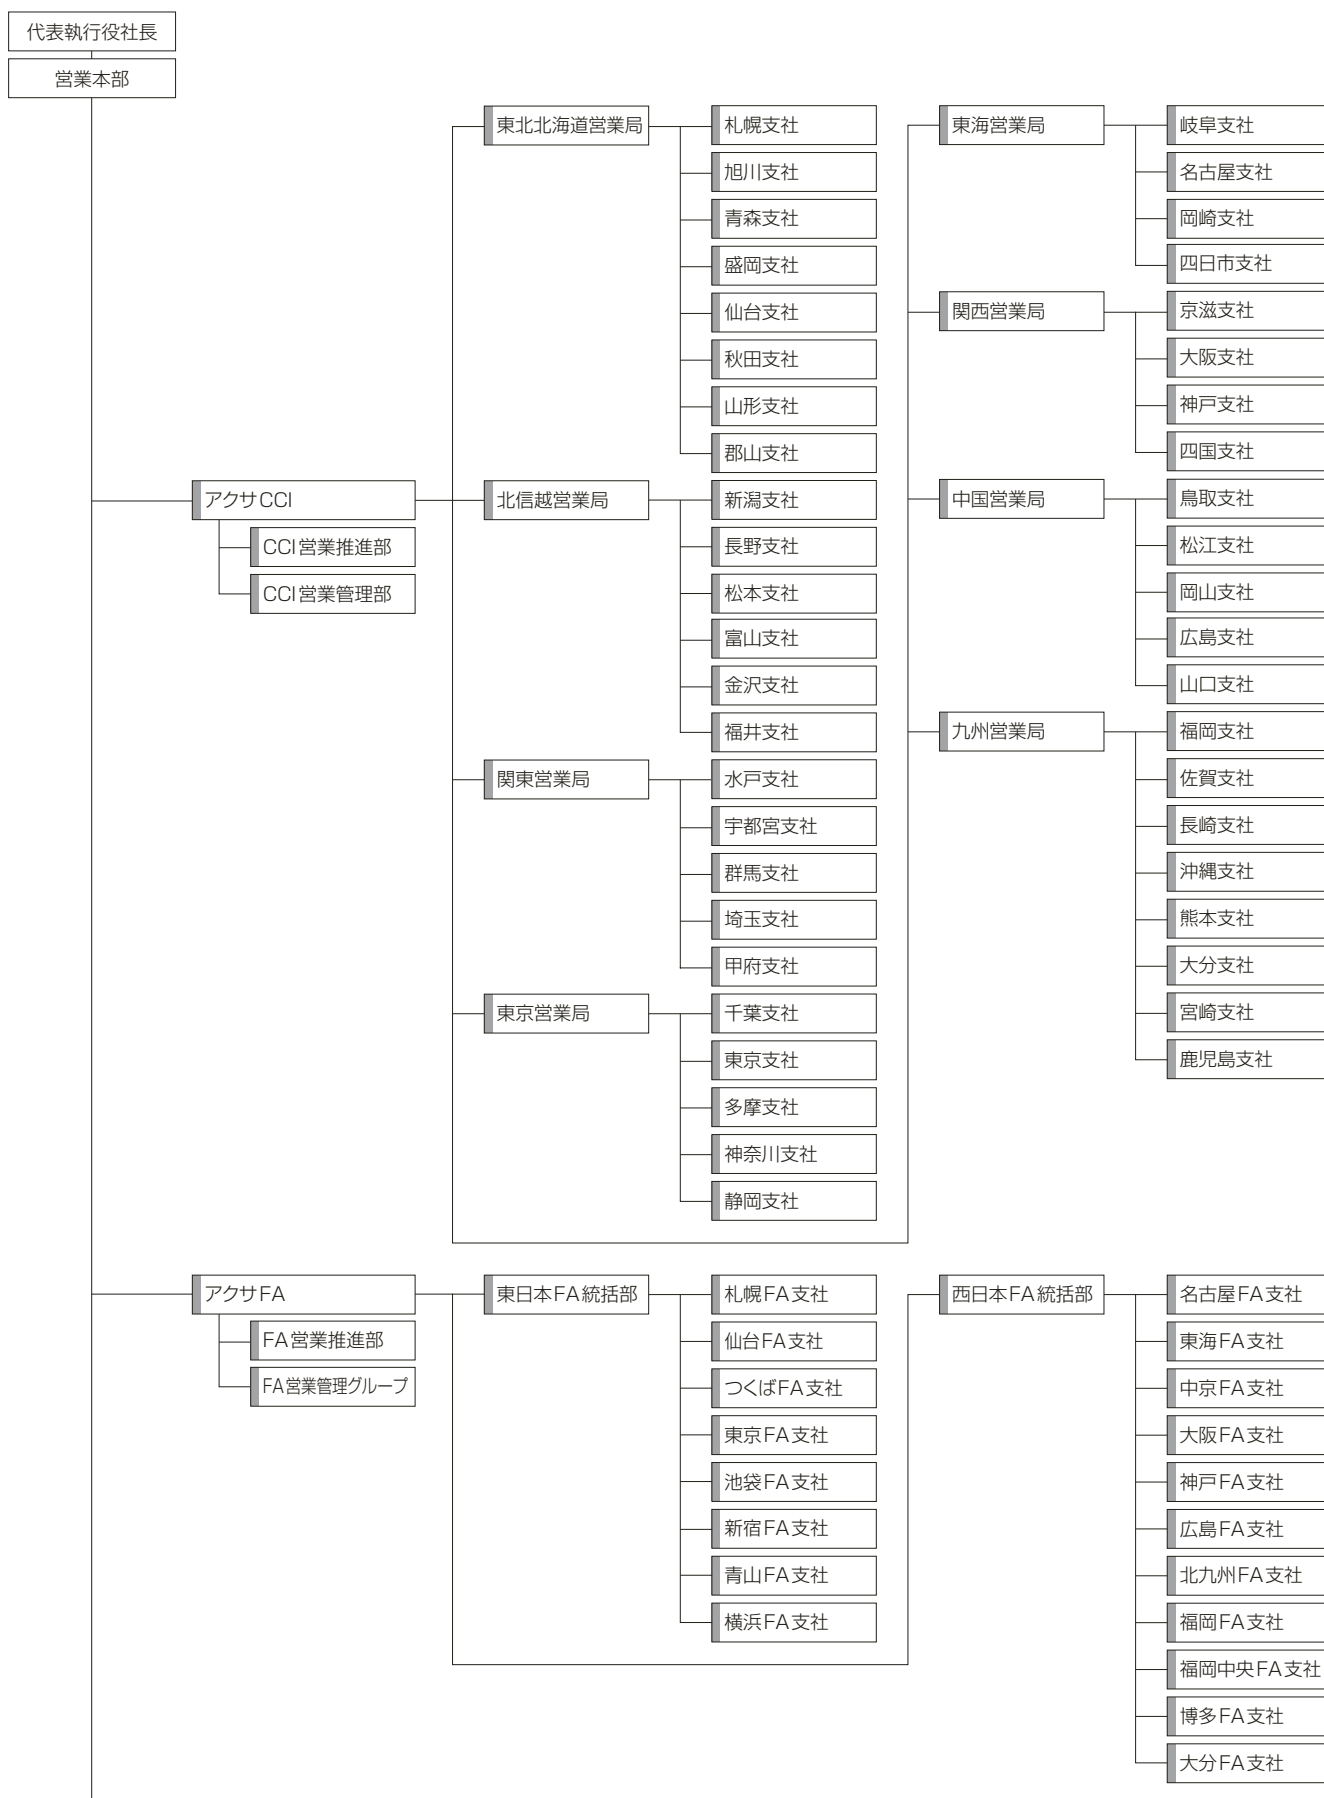 代表執行役社長
営業本部
アクサCCI
CCI営業推進部
CCI営業管理部
東北北海道営業局
札幌支社
旭川支社
青森支社
盛岡支社
仙台支社
秋田支社
山形支社
郡山支社
北信越営業局
新潟支社
長野支社
松本支社
富山支社
金沢支社
福井支社
関東営業局
水戸支社
宇都宮支社
群馬支社
埼玉支社
甲府支社
東京営業局
千葉支社
東京支社
多摩支社
神奈川支社
静岡支社
東海営業局
岐阜支社
名古屋支社
岡崎支社
四日市支社
関西営業局
京滋支社
大阪支社
神戸支社
四国支社
中国営業局
鳥取支社
松江支社
岡山支社
広島支社
山口支社
九州営業局
福岡支社
佐賀支社
長崎支社
沖縄支社
熊本支社
大分支社
宮崎支社
鹿児島支社
アクサFA
FA営業推進部
FA営業管理グループ
東日本FA統括部
札幌FA支社
仙台FA支社
つくばFA支社
東京FA支社
池袋FA支社
新宿FA支社
青山FA支社
横浜FA支社
西日本FA統括部
名古屋FA支社
東海FA支社
中京FA支社
大阪FA支社
神戸FA支社
広島FA支社
北九州FA支社
福岡FA支社
福岡中央FA支社
博多FA支社
大分FA支社